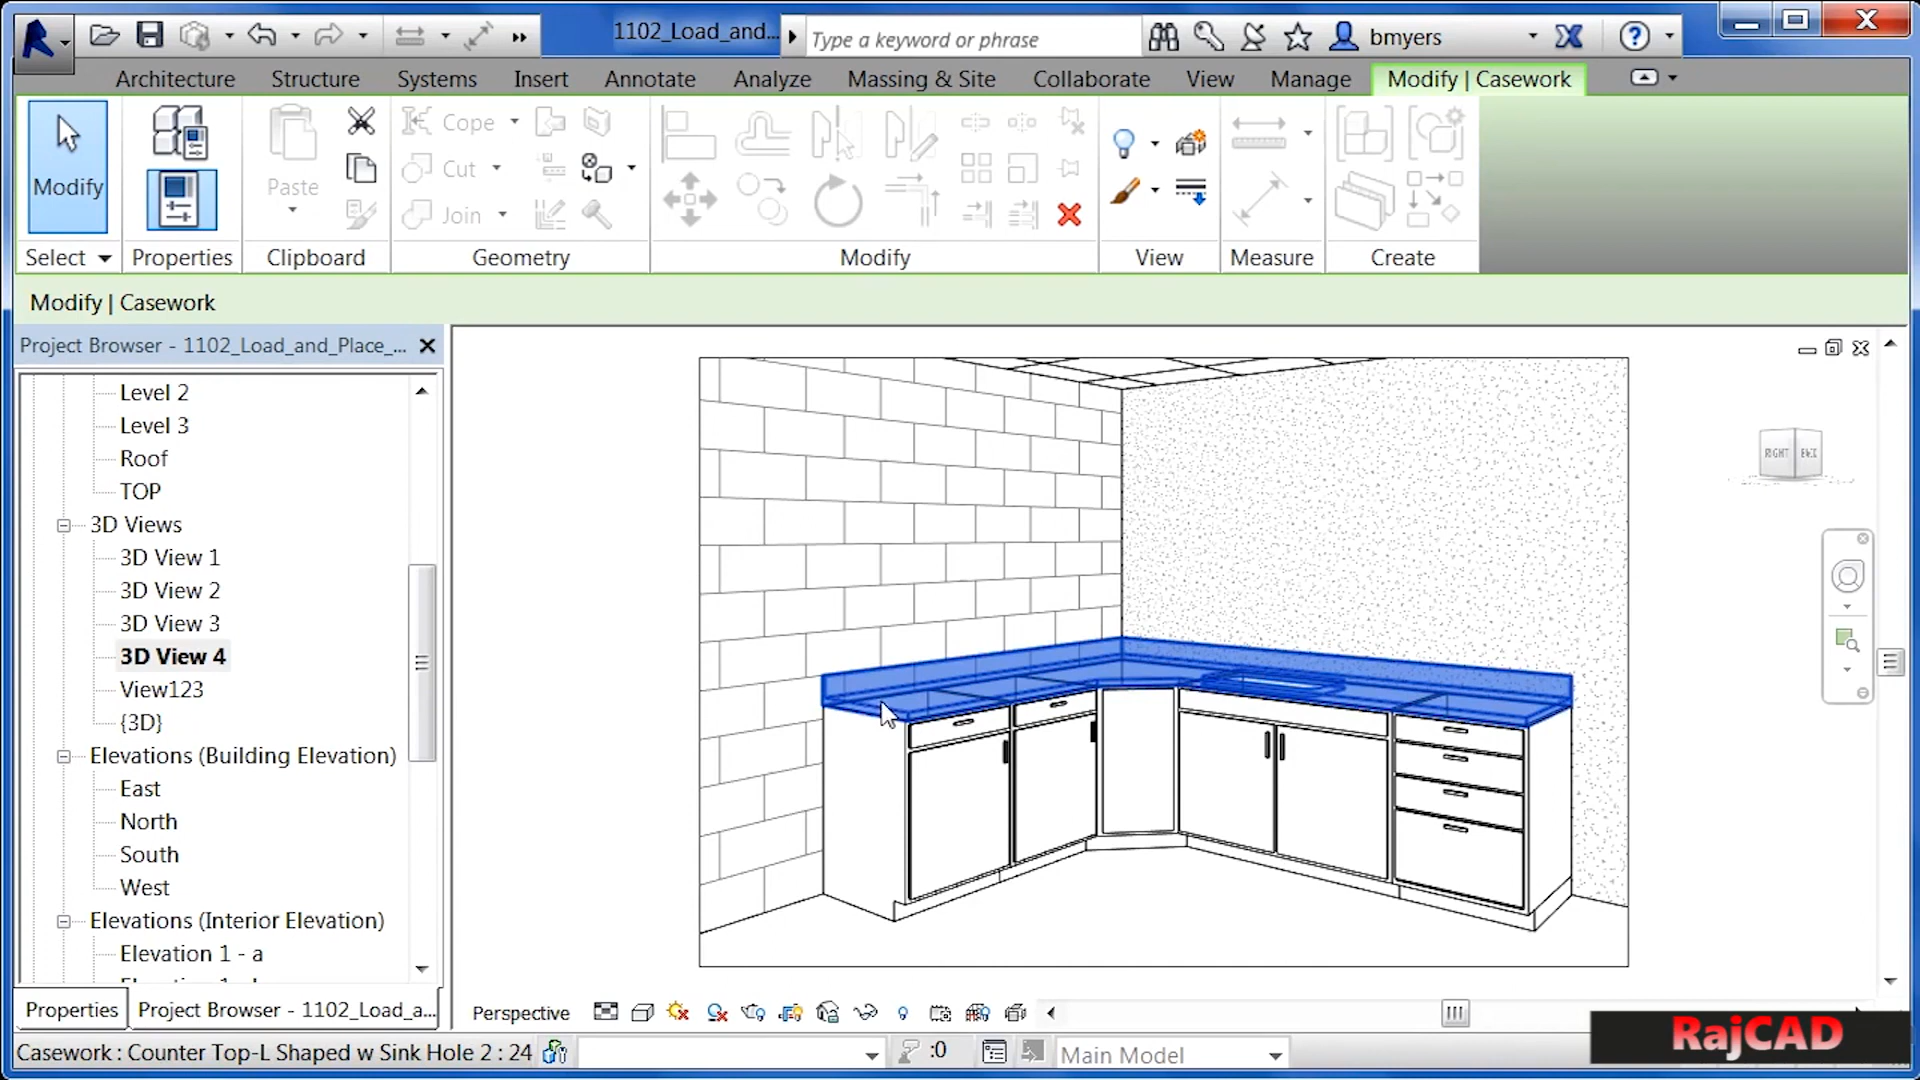 1102_Load_and...
Type a keyword or phrase
bmyers
Architecture Structure Systems Insert Annotate Analyze Massing & Site Collaborate View Manage Modify | Casework
Modify
Paste
Cope
Cut
Join
Select Properties Clipboard Geometry Modify View Measure Create
Modify | Casework
Project Browser - 1102_Load_and_Place_...
Level 2
Level 3
Roof
TOP
3D Views
3D View 1
3D View 2
3D View 3
3D View 4
View123
{3D}
Elevations (Building Elevation)
East
North
South
West
Elevations (Interior Elevation)
Elevation 1 - a
RIGHT
Properties
Project Browser - 1102_Load_a...
Perspective
Casework : Counter Top-L Shaped w Sink Hole 2 : 24
:0
Main Model
RajCAD